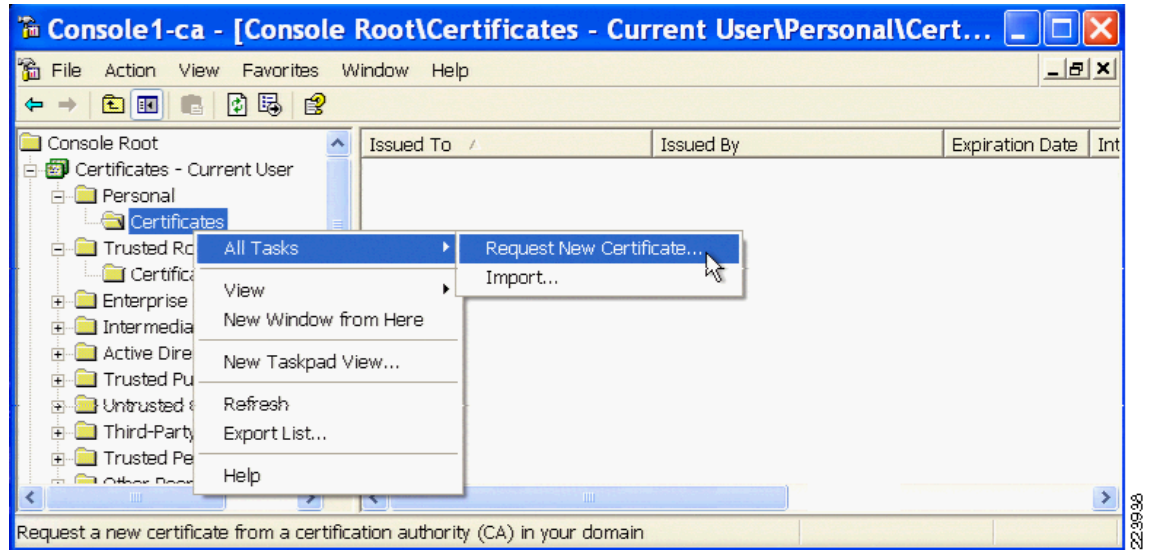 Console1-ca - [Console Root\Certificates - Current User\Personal\Cert...
File Action View Favorites Window Help
Console Root
Certificates - Current User
Personal
Certificates
Trusted Ro
Certifica
Enterprise
Intermedia
Active Dire
Trusted Pu
Untrusted
Third-Party
Trusted Pe
Issued To
Issued By
Expiration Date
Int
All Tasks
View
New Window from Here
New Taskpad View...
Refresh
Export List...
Help
Request New Certificate...
Import...
Request a new certificate from a certification authority (CA) in your domain
223938